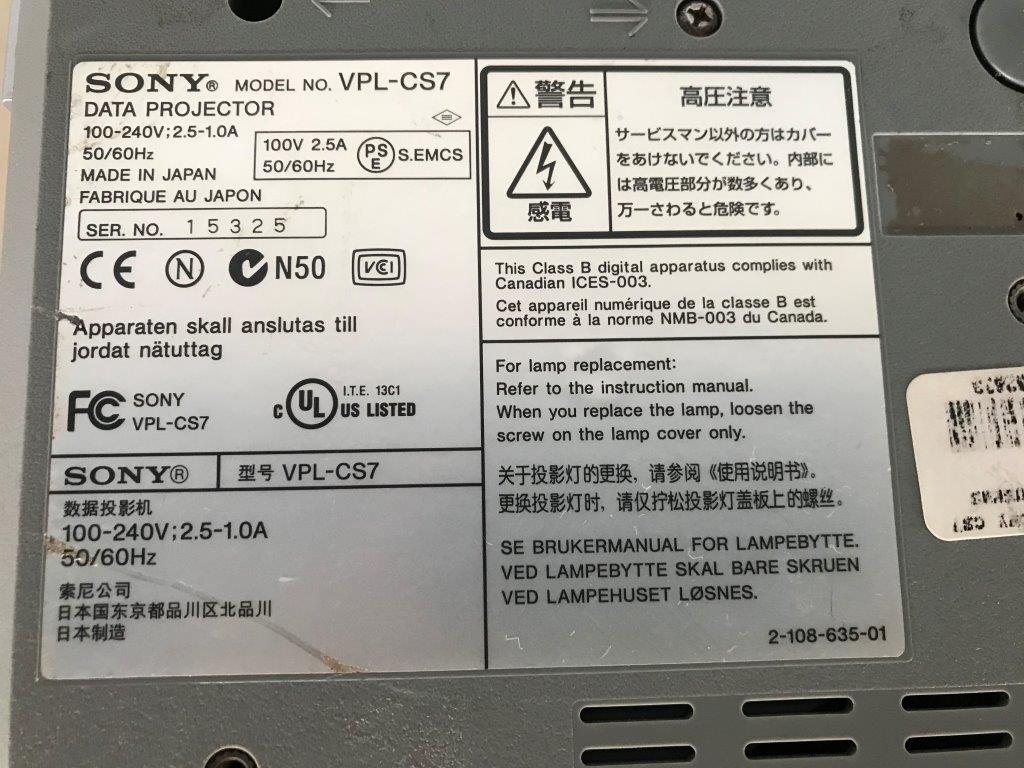 SONY® MODEL NO. VPL-CS7
DATA PROJECTOR
100-240V; 2.5-1.0A
50/60Hz
MADE IN JAPAN
FABRIQUE AU JAPON
100V 2.5A
50/60Hz
PS
E
S.EMCS
SER. NO. 15325
CE N N50 VCI
Apparaten skall anslutas till
jordat nätuttag
FC SONY
VPL-CS7
I.T.E. 13C1
C UL US LISTED
SONY® 型号 VPL-CS7
数据投影机
100-240V; 2.5-1.0A
50/60Hz
索尼公司
日本国东京都品川区北品川
日本制造
警告
感電
高圧注意
サービスマン以外の方はカバー
をあけないでください。内部に
は高電圧部分が数多くあり、
万一さわると危険です。
This Class B digital apparatus complies with
Canadian ICES-003.
Cet appareil numérique de la classe B est
conforme à la norme NMB-003 du Canada.
For lamp replacement:
Refer to the instruction manual.
When you replace the lamp, loosen the
screw on the lamp cover only.
关于投影灯的更换，请参阅《使用说明书》。
更换投影灯时，请仅拧松投影灯盖板上的螺丝。
SE BRUKERMANUAL FOR LAMPEBYTTE.
VED LAMPEBYTTE SKAL BARE SKRUEN
VED LAMPEHUSET LØSNES.
2-108-635-01